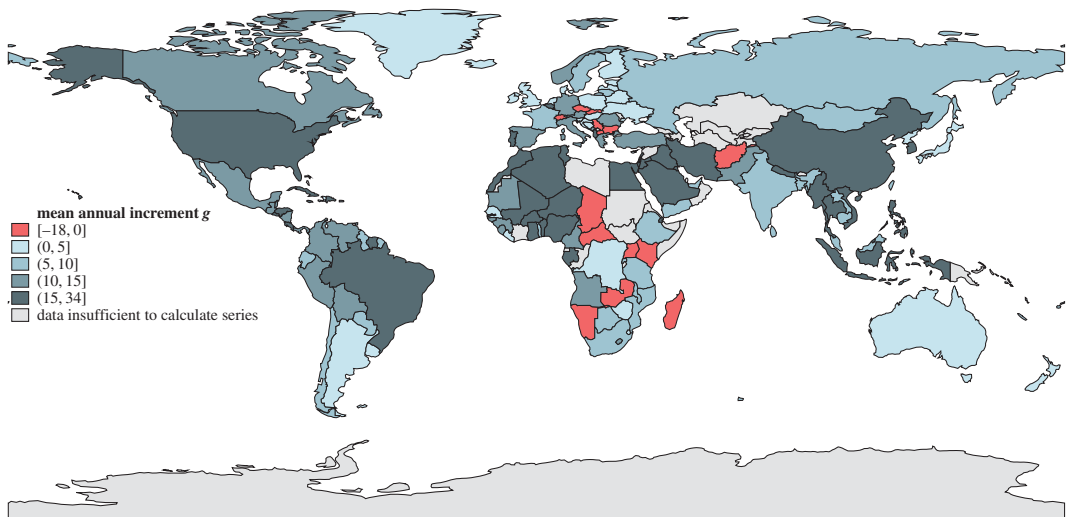 mean annual increment g
[–18, 0]
(0, 5]
(5, 10]
(10, 15]
(15, 34]
data insufficient to calculate series